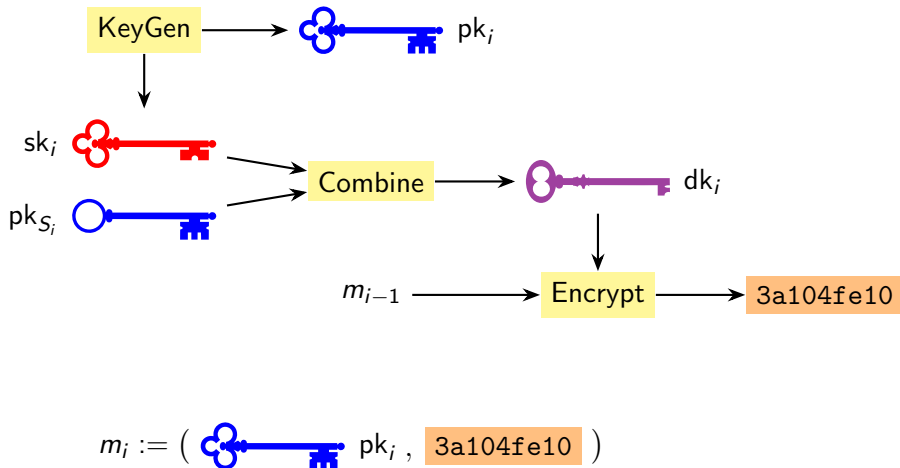 KeyGen pk_i
sk_i
Combine dk_i
pk_{S_i}
m_{i−1} Encrypt 3a104fe10
m_i := ( pk_i , 3a104fe10 )